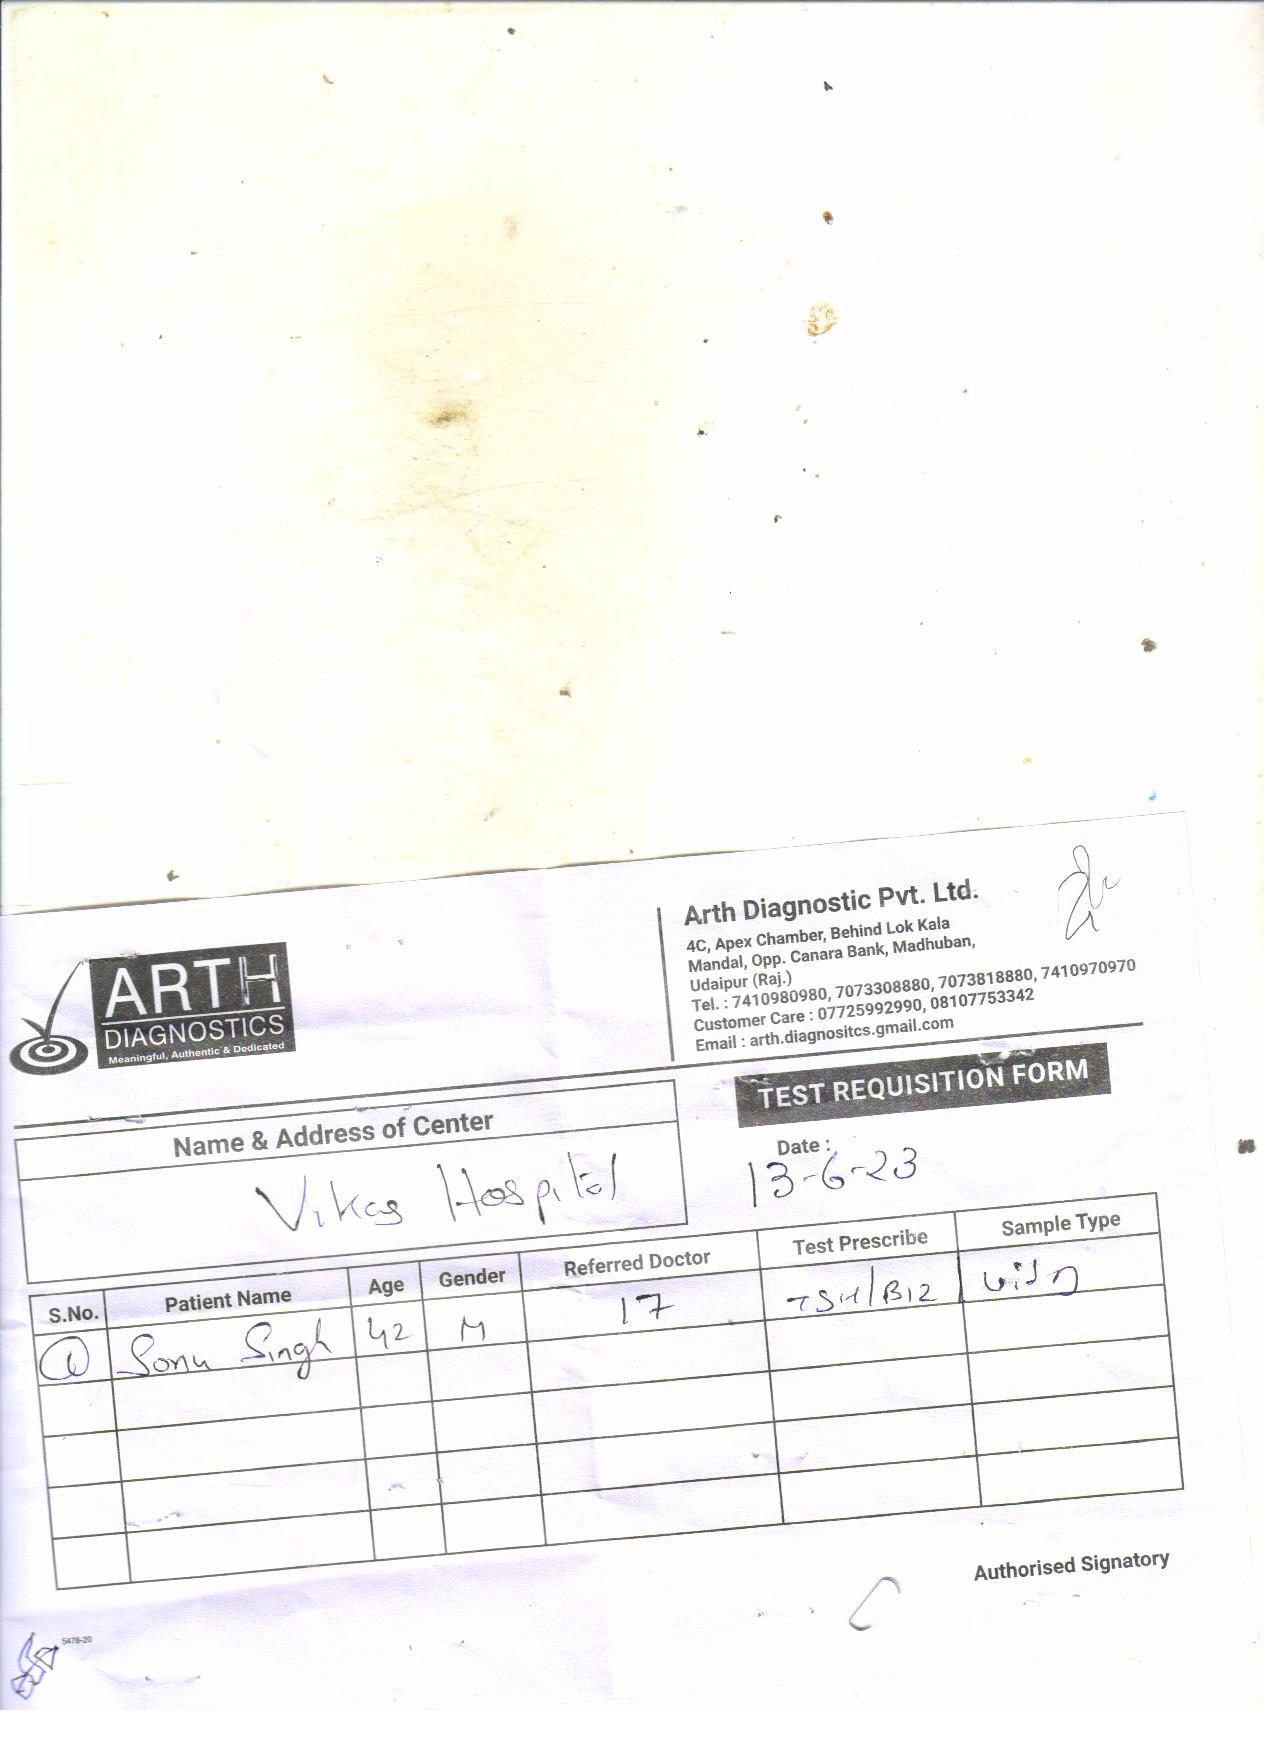 ARTH
DIAGNOSTICS
Meaningful, Authentic & Dedicated
Arth Diagnostic Pvt. Ltd.
4C, Apex Chamber, Behind Lok Kala
Mandal, Opp. Canara Bank, Madhuban,
Udaipur (Raj.)
Tel. : 7410980980, 7073308880, 7073818880, 7410970970
Customer Care : 07725992990, 08107753342
Email : arth.diagnositcs.gmail.com
TEST REQUISITION FORM
Name & Address of Center
Vikas Hospital
Date :
13-6-23
S.No. Patient Name Age Gender Referred Doctor Test Prescribe Sample Type
1 Sonu Singh 42 M 17 TSH/B12
Authorised Signatory
5478-20